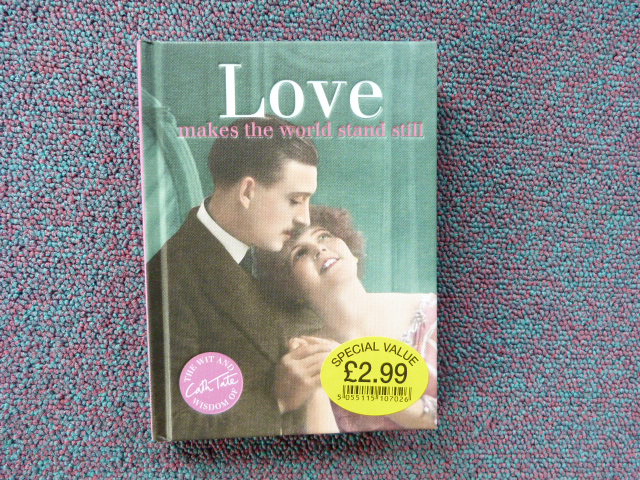 Love
makes the world stand still
THE WIT AND
Cath Tate
WISDOM OF
SPECIAL VALUE
£2.99
5 055115 107026